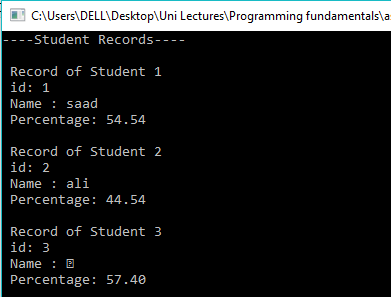 C:\Users\DELL\Desktop\Uni Lectures\Programming fundamentals\a
----Student Records----
Record of Student 1
id: 1
Name : saad
Percentage: 54.54
Record of Student 2
id: 2
Name : ali
Percentage: 44.54
Record of Student 3
id: 3
Name :
Percentage: 57.40